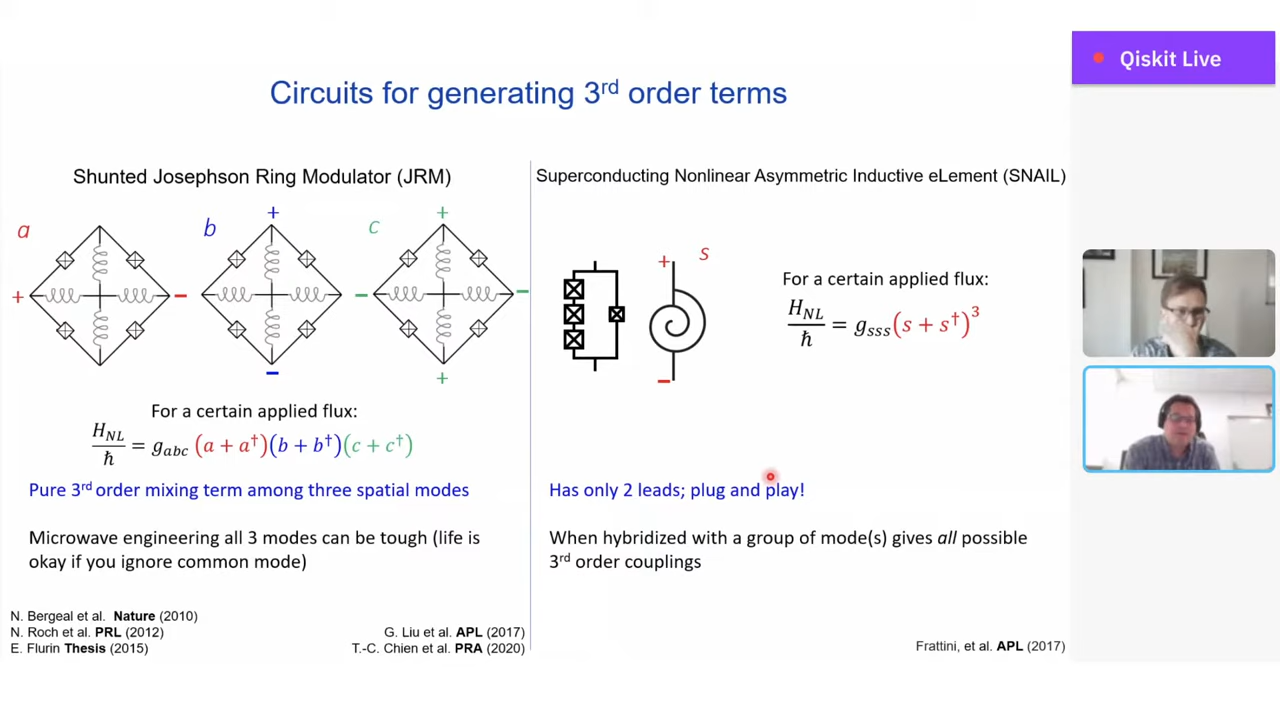 Qiskit Live
Circuits for generating 3rd order terms
Shunted Josephson Ring Modulator (JRM)
a
b
c
+
+
+
−
−
−
−
+
For a certain applied flux:
H_NL/ħ = g_abc (a + a†)(b + b†)(c + c†)
Pure 3rd order mixing term among three spatial modes
Microwave engineering all 3 modes can be tough (life is
okay if you ignore common mode)
N. Bergeal et al. Nature (2010)
N. Roch et al. PRL (2012)
E. Flurin Thesis (2015)
G. Liu et al. APL (2017)
T.-C. Chien et al. PRA (2020)
Superconducting Nonlinear Asymmetric Inductive eLement (SNAIL)
+
s
−
For a certain applied flux:
H_NL/ħ = g_sss(s + s†)³
Has only 2 leads; plug and play!
When hybridized with a group of mode(s) gives all possible
3rd order couplings
Frattini, et al. APL (2017)